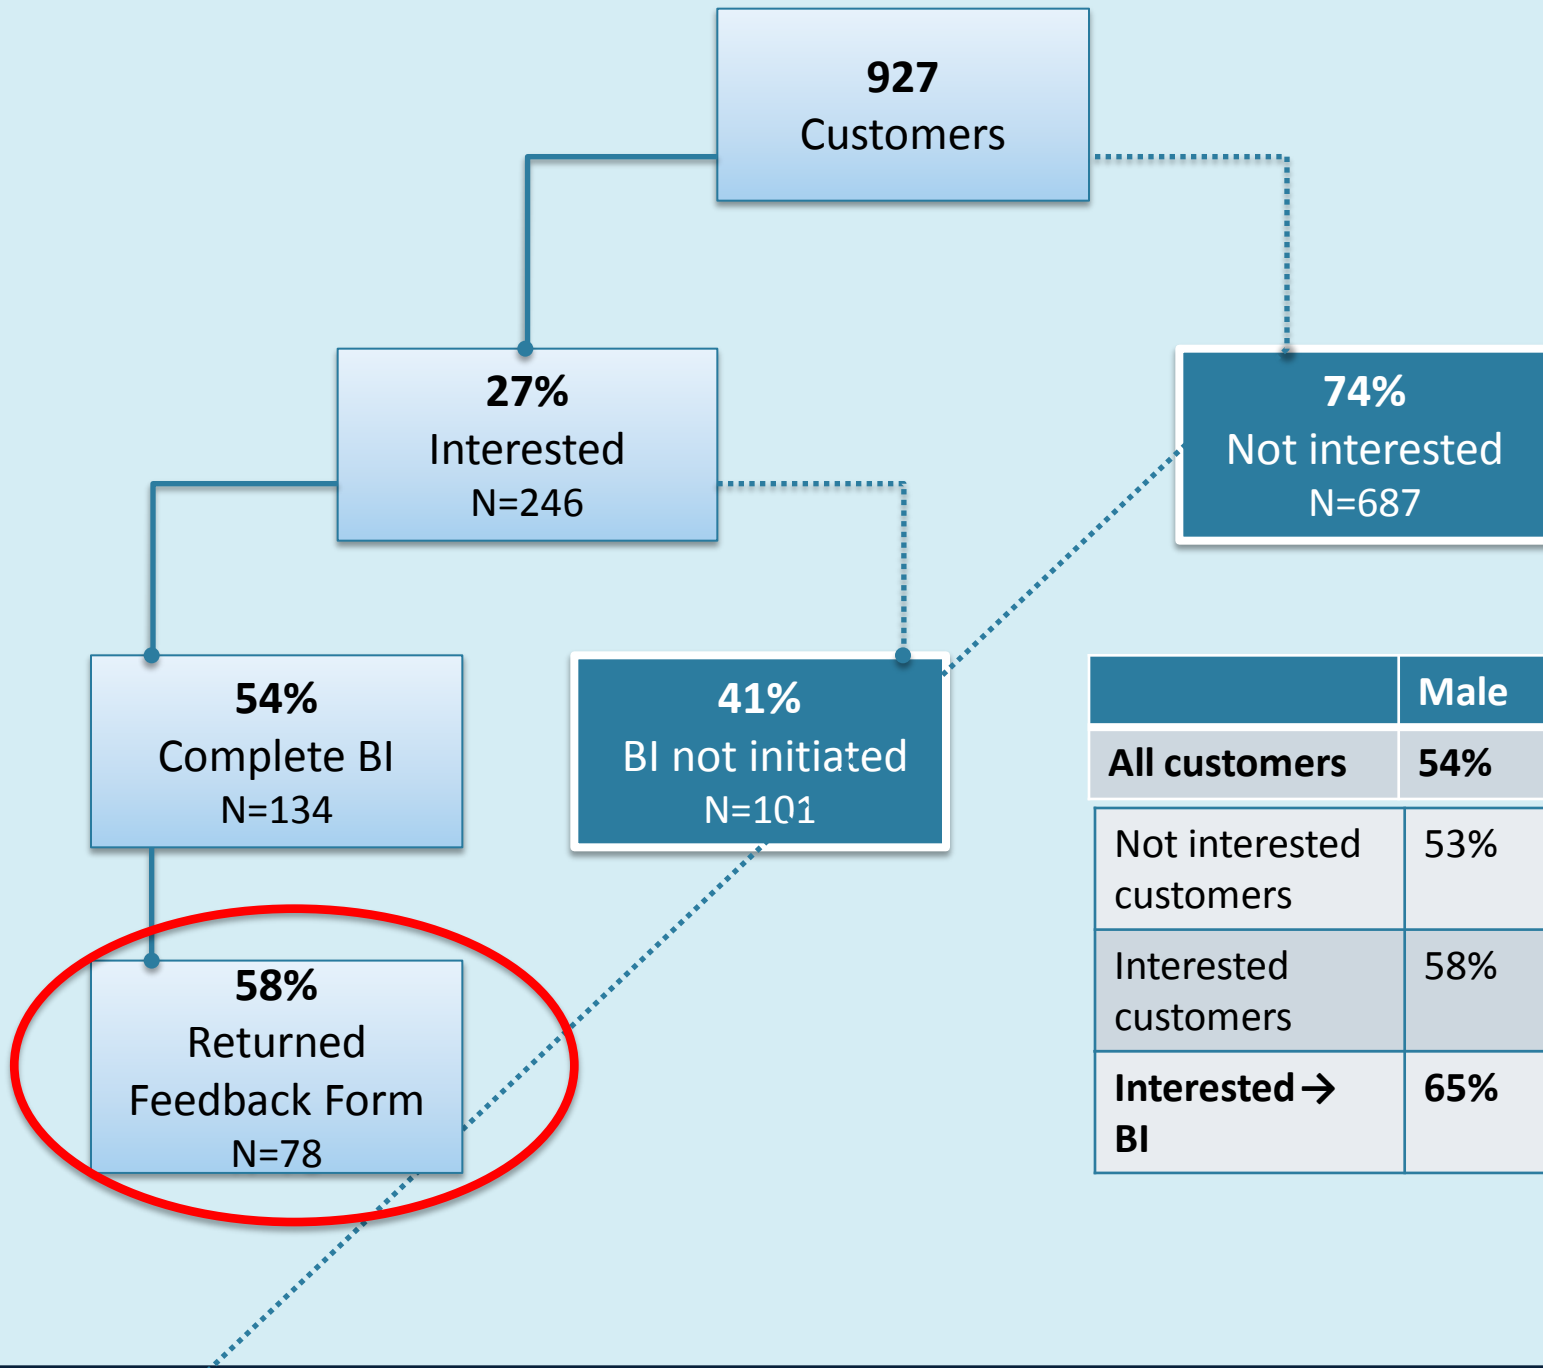 927
Customers
27%
Interested
N=246
74%
Not interested
N=687
54%
Complete BI
N=134
41%
BI not initiated
N=101
58%
Returned
Feedback Form
N=78
Male
All customers 54%
Not interested 53%
customers
Interested 58%
customers
Interested → 65%
BI